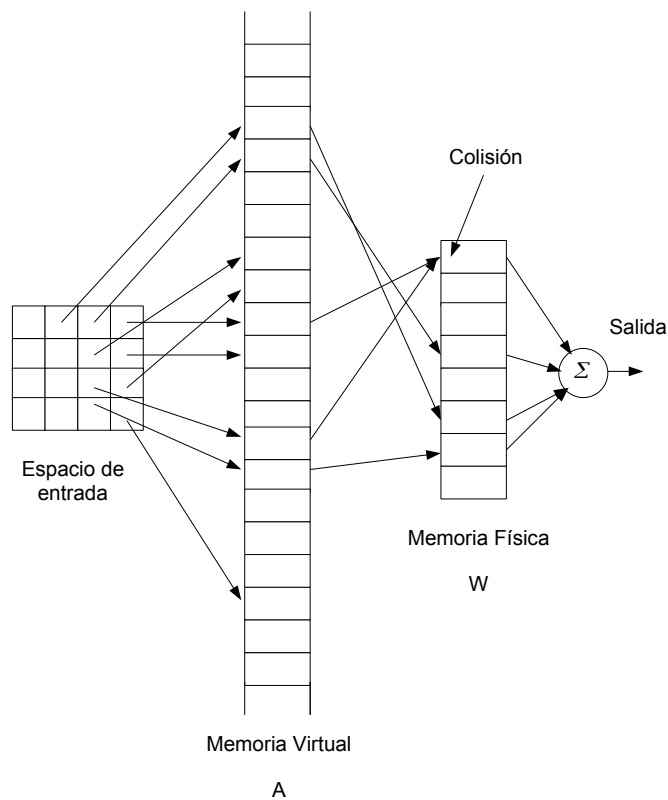 Colisión
Salida
Σ
Espacio de
entrada
Memoria Física
W
Memoria Virtual
A